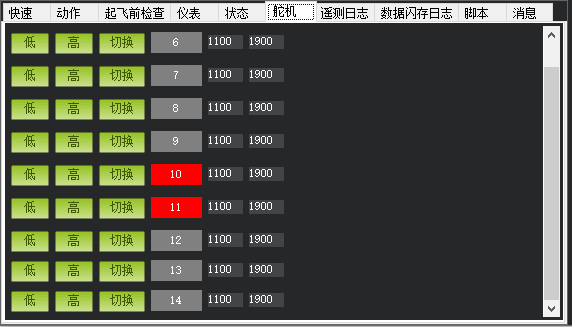 快速 动作 起飞前检查 仪表 状态 舵机 遥测日志 数据闪存日志 脚本 消息
低 高 切换 6 1100 1900
低 高 切换 7 1100 1900
低 高 切换 8 1100 1900
低 高 切换 9 1100 1900
低 高 切换 10 1100 1900
低 高 切换 11 1100 1900
低 高 切换 12 1100 1900
低 高 切换 13 1100 1900
低 高 切换 14 1100 1900